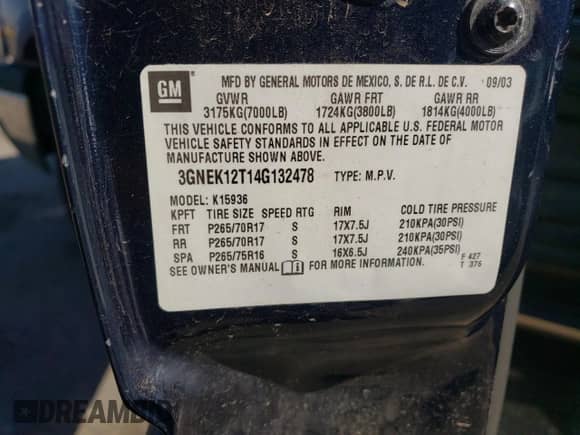 GM
MFD BY GENERAL MOTORS DE MEXICO, S. DE R.L. DE C.V. 09/03
GVWR GAWR FRT GAWR RR
3175KG(7000LB) 1724KG(3800LB) 1814KG(4000LB)
THIS VEHICLE CONFORMS TO ALL APPLICABLE U.S. FEDERAL MOTOR
VEHICLE SAFETY STANDARDS IN EFFECT ON THE DATE OF
MANUFACTURE SHOWN ABOVE.
3GNEK12T14G132478 TYPE: M.P.V.
MODEL: K15936
KPFT TIRE SIZE SPEED RTG RIM COLD TIRE PRESSURE
FRT P265/70R17 S 17X7.5J 210KPA(30PSI)
RR P265/70R17 S 17X7.5J 210KPA(30PSI)
SPA P265/75R16 S 16X6.5J 240KPA(35PSI)
SEE OWNER'S MANUAL FOR MORE INFORMATION.
F 427
T 376
DREAMBID